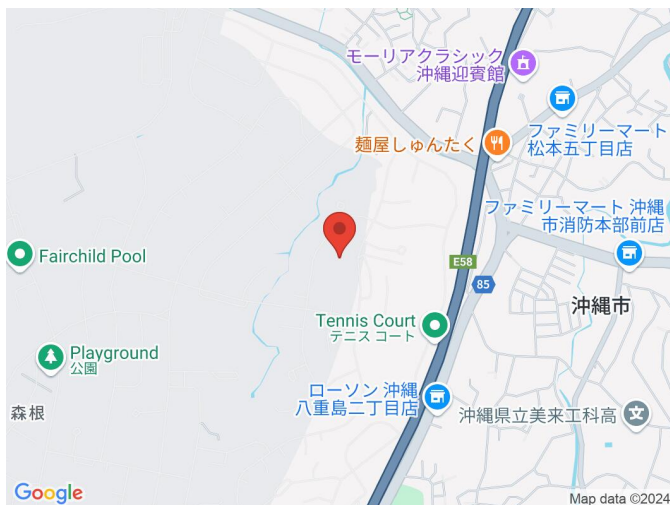 モーリアクラシック
沖縄迎賓館
ファミリーマート
松本五丁目店
麺屋しゅんたく
ファミリーマート 沖縄
市消防本部前店
Fairchild Pool
E58
85
沖縄市
Tennis Court
テニス コート
Playground
公園
ローソン 沖縄
八重島二丁目店
森根
沖縄県立美来工科高
Google
Map data ©2024